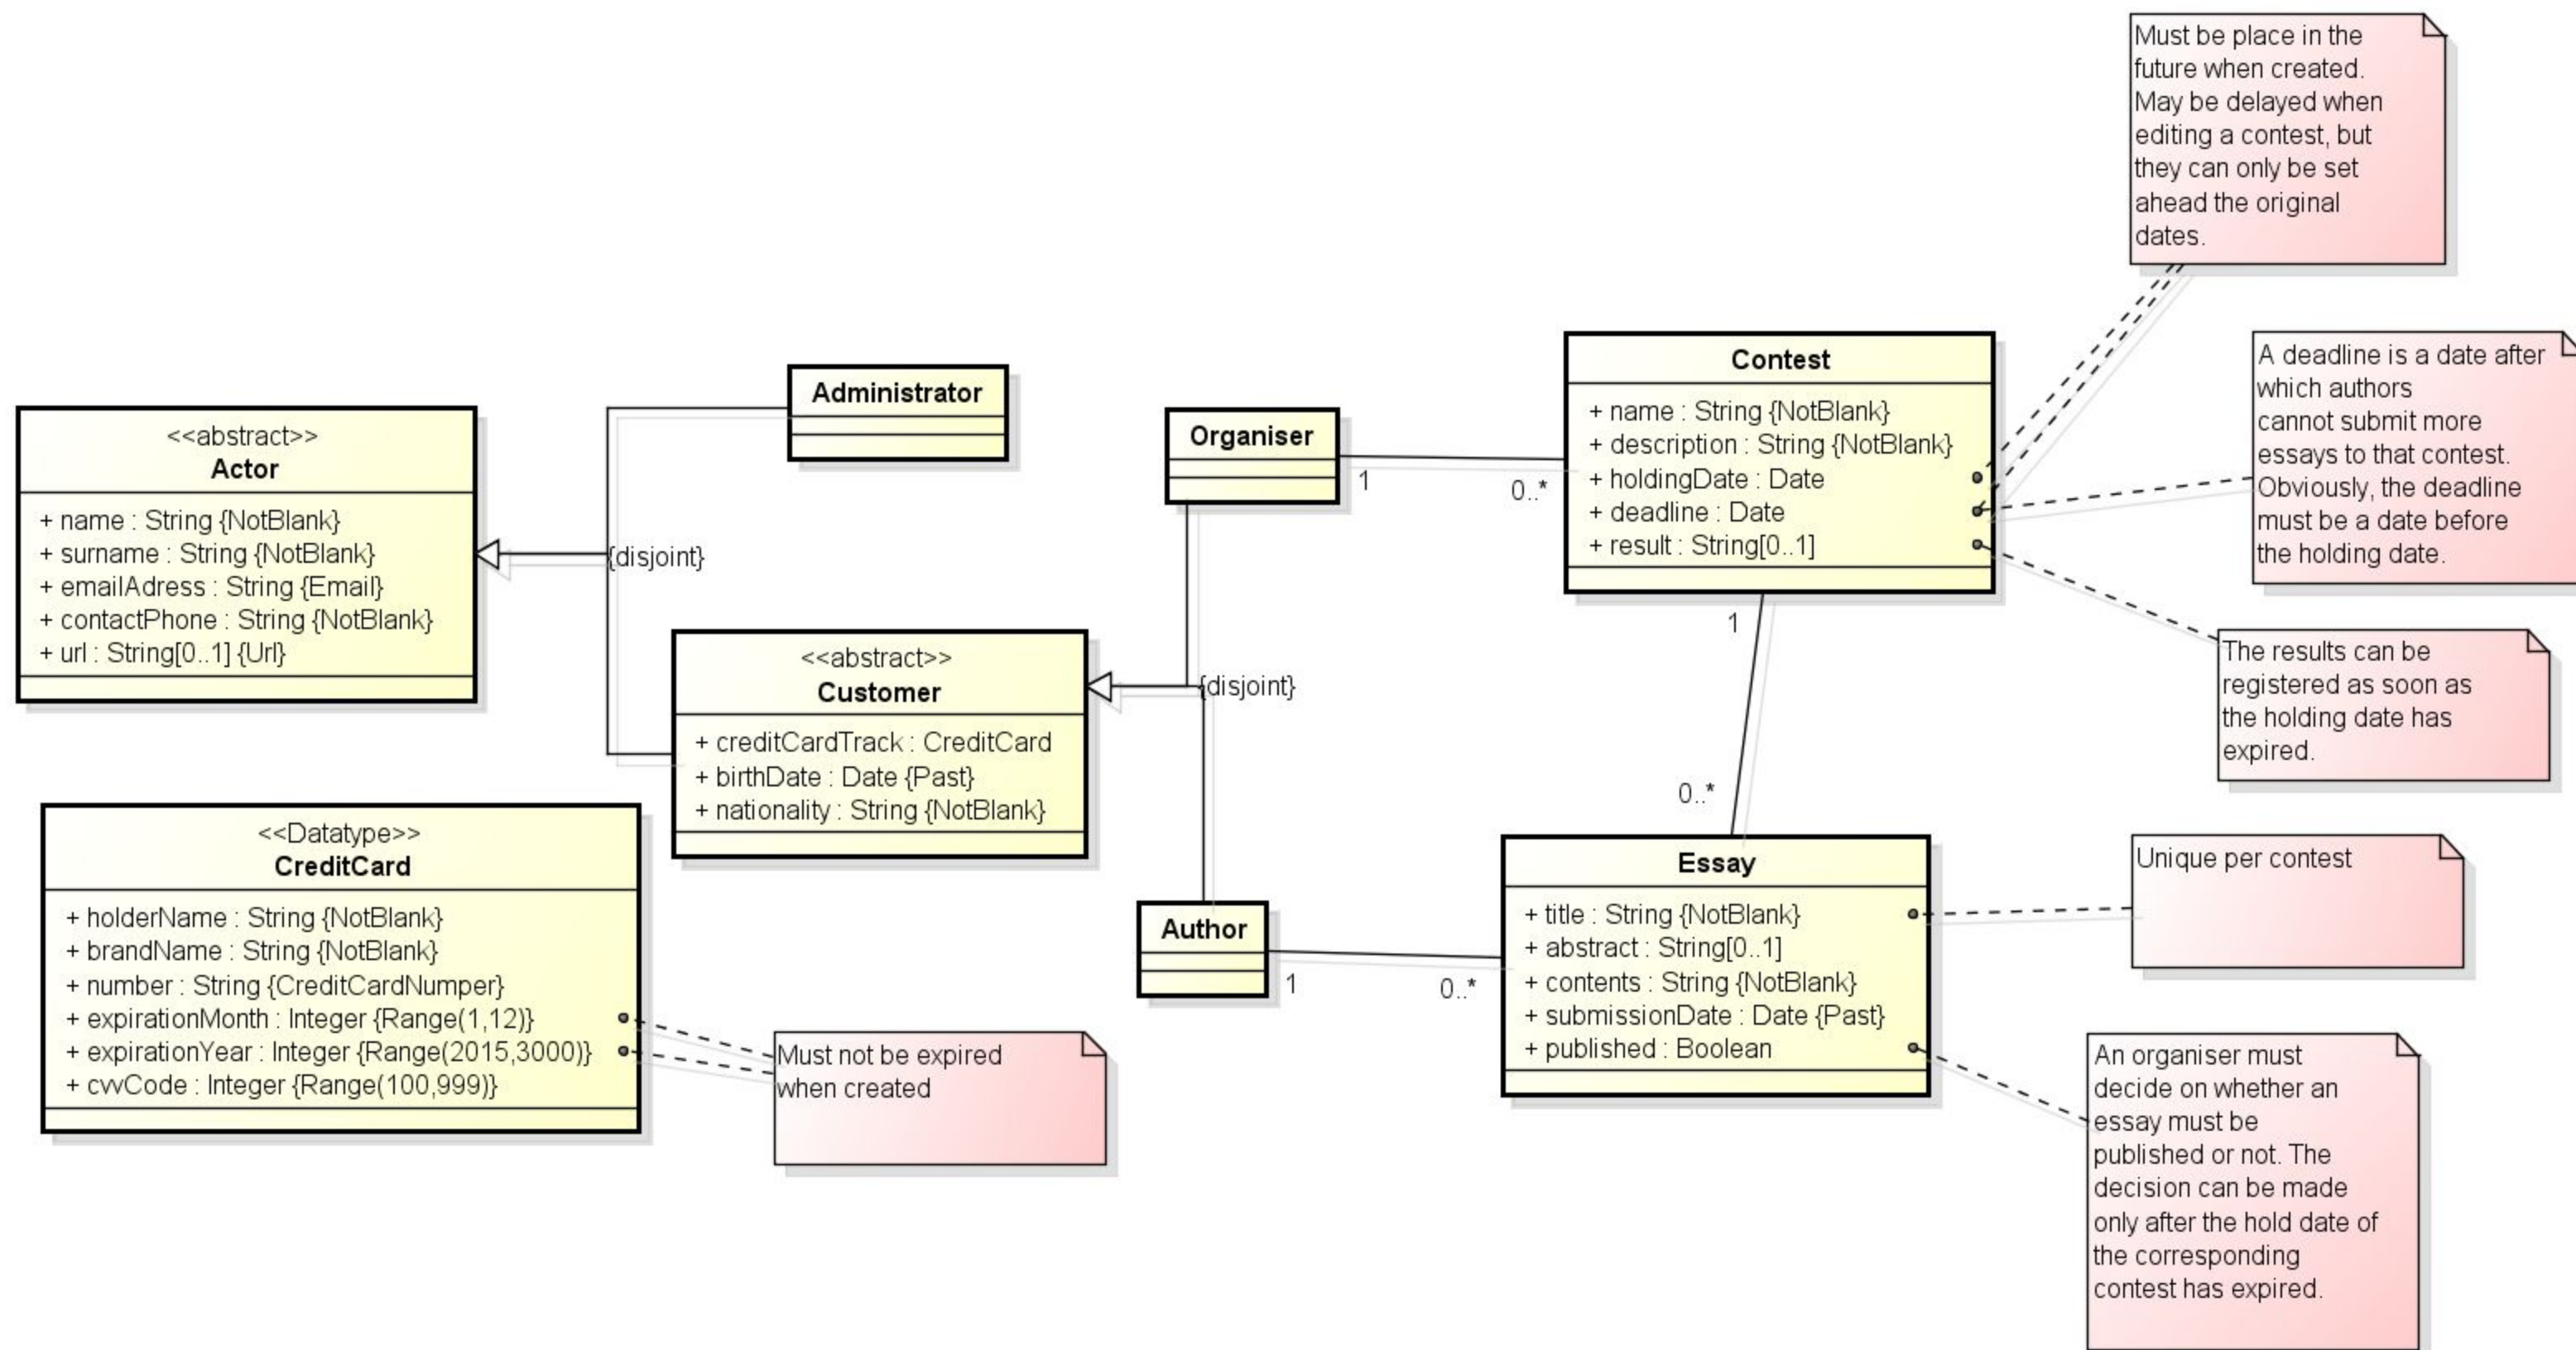 <<abstract>>
Actor
+ name : String {NotBlank}
+ surname : String {NotBlank}
+ emailAdress : String {Email}
+ contactPhone : String {NotBlank}
+ url : String[0..1] {Url}
{disjoint}
Administrator
<<abstract>>
Customer
+ creditCardTrack : CreditCard
+ birthDate : Date {Past}
+ nationality : String {NotBlank}
{disjoint}
<<Datatype>>
CreditCard
+ holderName : String {NotBlank}
+ brandName : String {NotBlank}
+ number : String {CreditCardNumper}
+ expirationMonth : Integer {Range(1,12)}
+ expirationYear : Integer {Range(2015,3000)}
+ cvvCode : Integer {Range(100,999)}
Must not be expired
when created
Organiser
1
0..*
Contest
+ name : String {NotBlank}
+ description : String {NotBlank}
+ holdingDate : Date
+ deadline : Date
+ result : String[0..1]
1
0..*
Author
1
0..*
Essay
+ title : String {NotBlank}
+ abstract : String[0..1]
+ contents : String {NotBlank}
+ submissionDate : Date {Past}
+ published : Boolean
Must be place in the
future when created.
May be delayed when
editing a contest, but
they can only be set
ahead the original
dates.
A deadline is a date after
which authors
cannot submit more
essays to that contest.
Obviously, the deadline
must be a date before
the holding date.
The results can be
registered as soon as
the holding date has
expired.
Unique per contest
An organiser must
decide on whether an
essay must be
published or not. The
decision can be made
only after the hold date of
the corresponding
contest has expired.